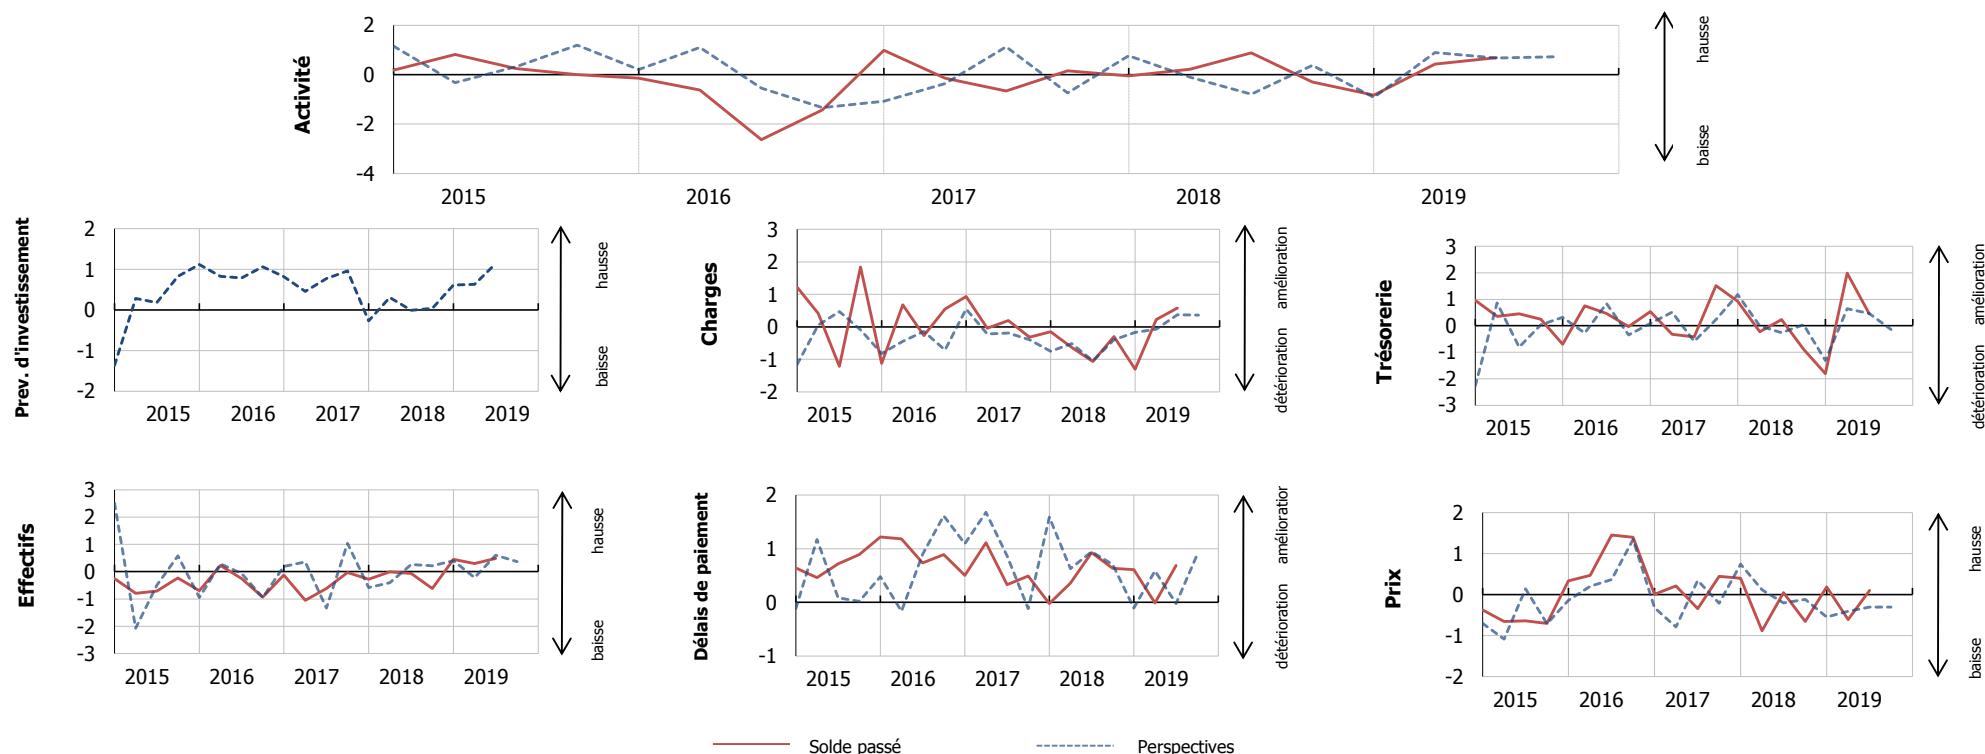 Activité
2
0
-2
-4
2015 2016 2017 2018 2019
hausse
baisse
Prev. d'investissement
2
1
0
-1
-2
2015 2016 2017 2018 2019
hausse
baisse
Charges
3
2
1
0
-1
-2
2015 2016 2017 2018 2019
amélioration
détérioration
Trésorerie
3
2
1
0
-1
-2
-3
2015 2016 2017 2018 2019
amélioration
détérioration
Effectifs
3
2
1
0
-1
-2
-3
2015 2016 2017 2018 2019
hausse
baisse
Délais de paiement
2
1
0
-1
2015 2016 2017 2018 2019
amélioratior
détérioration
Prix
2
1
0
-1
-2
2015 2016 2017 2018 2019
hausse
baisse
Solde passé Perspectives